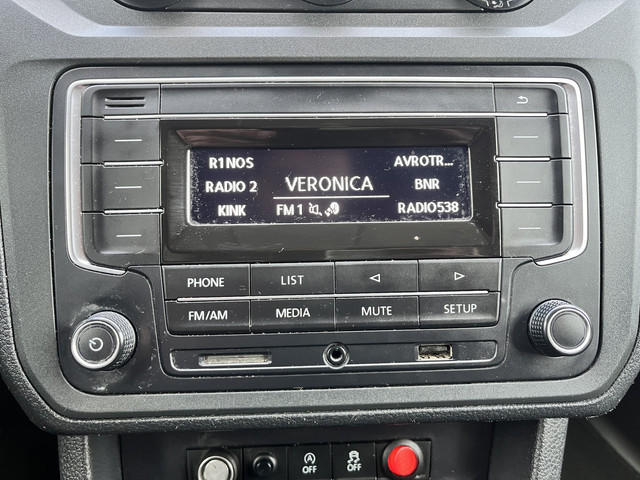 R1NOS AVROTR...
RADIO 2 VERONICA BNR
KINK FM 1 RADIO538
PHONE LIST
FM/AM MEDIA MUTE SETUP
A OFF OFF